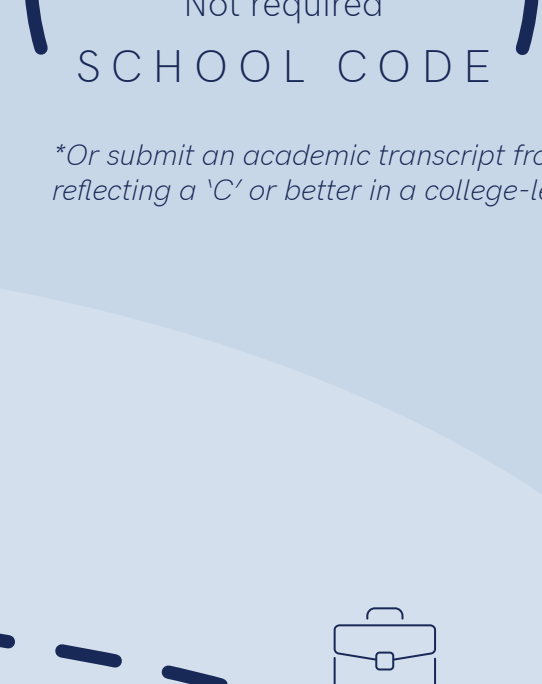 Not required
SCHOOL CODE
*Or submit an academic transcript
reflecting a ‘C’ or better in a